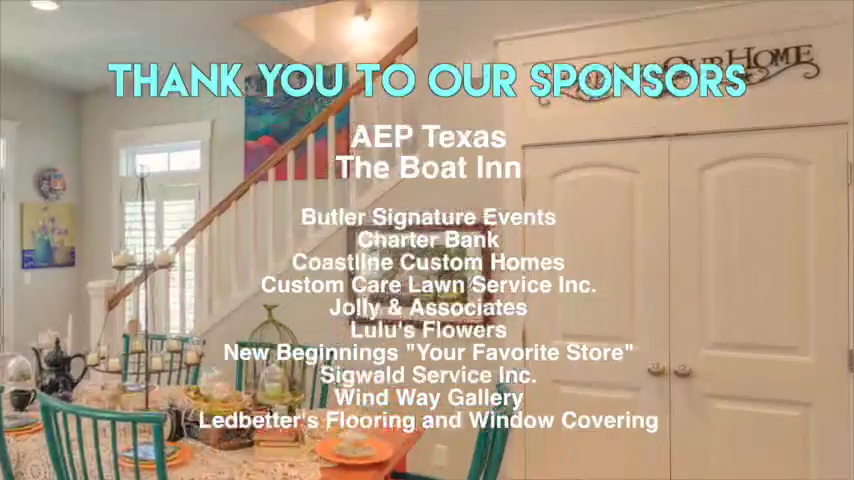 THANK YOU TO OUR SPONSORS
OUR HOME
AEP Texas
The Boat Inn
Butler Signature Events
Charter Bank
Coastline Custom Homes
Custom Care Lawn Service Inc.
Jolly & Associates
Lulu's Flowers
New Beginnings "Your Favorite Store"
Sigwald Service Inc.
Wind Way Gallery
Ledbetter's Flooring and Window Covering